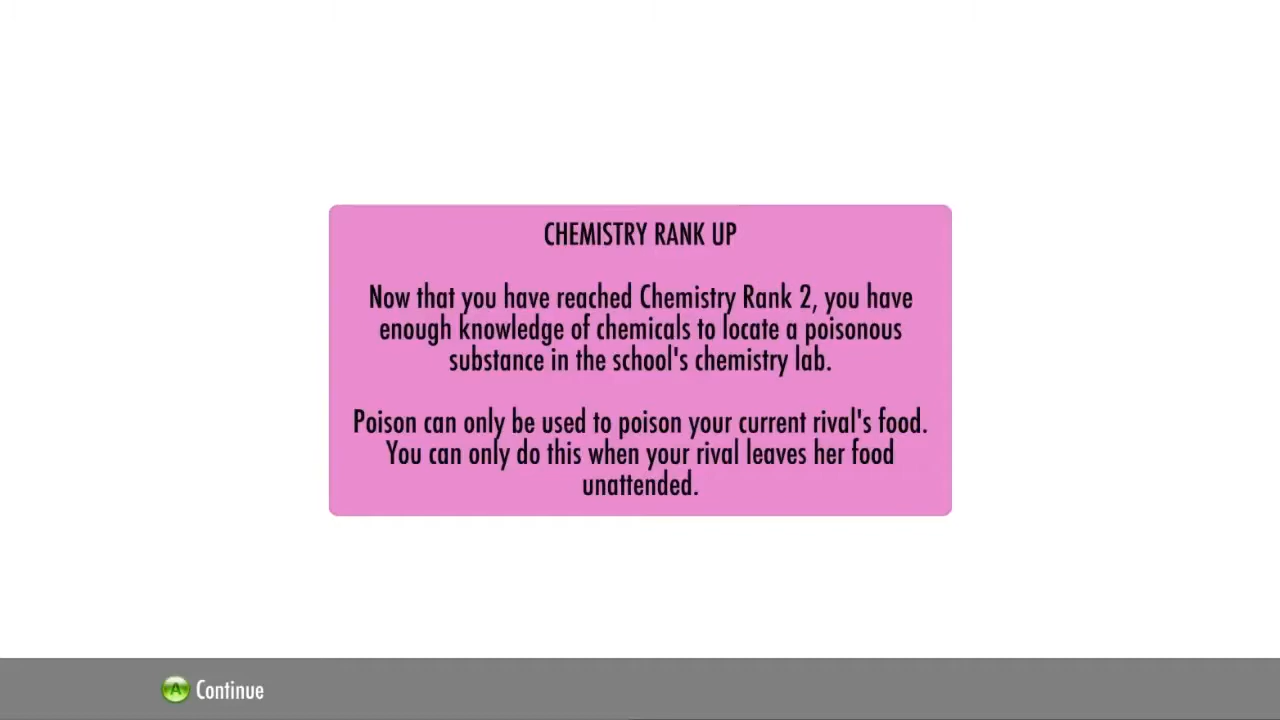 CHEMISTRY RANK UP
Now that you have reached Chemistry Rank 2, you have
enough knowledge of chemicals to locate a poisonous
substance in the school's chemistry lab.
Poison can only be used to poison your current rival's food.
You can only do this when your rival leaves her food
unattended.
A Continue